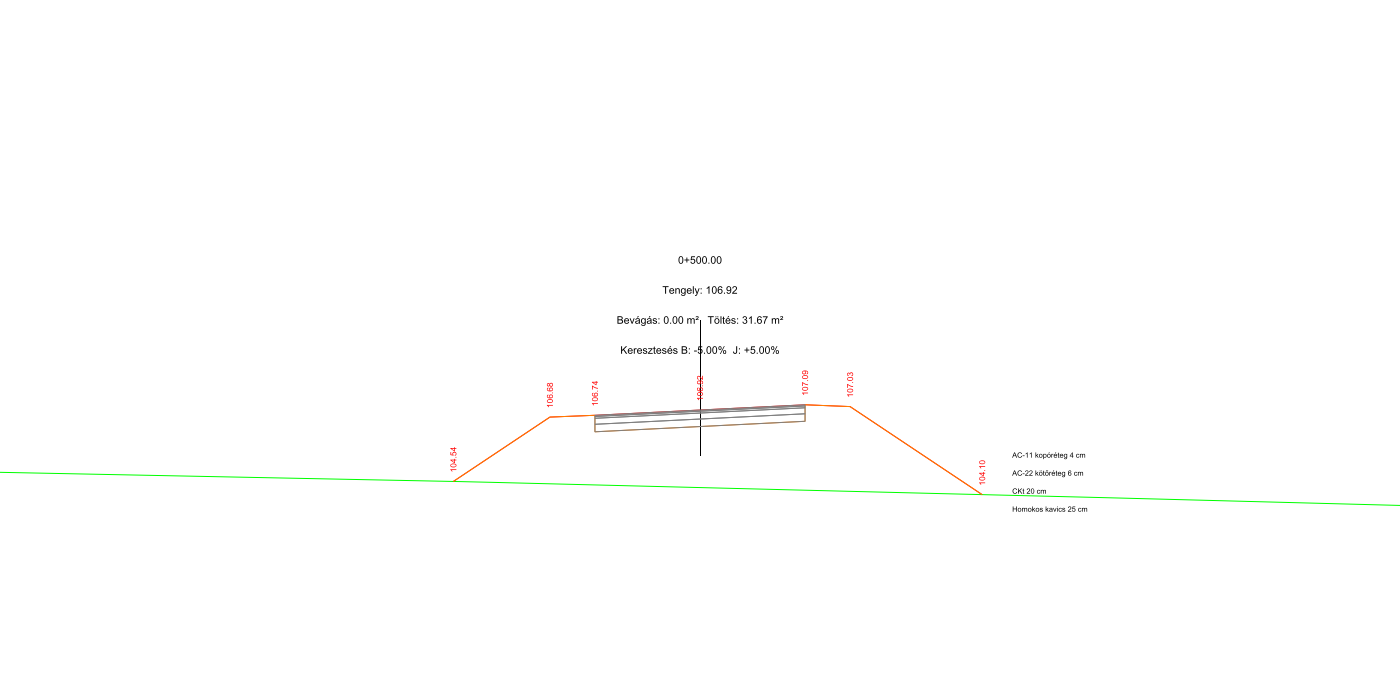 0+500.00
Tengely: 106.92
Bevágás: 0.00 m² Töltés: 31.67 m²
Keresztesés B: -5.00% J: +5.00%
104.54
106.68
106.74
106.92
107.09
107.03
104.10
AC-11 kopóréteg 4 cm
AC-22 kötőréteg 6 cm
CKt 20 cm
Homokos kavics 25 cm